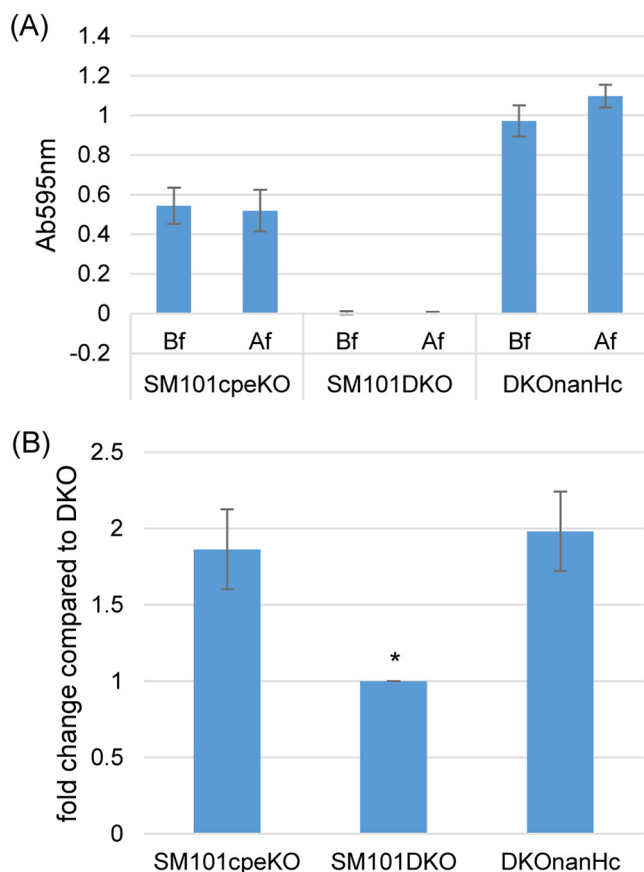 (A)
Ab595nm
1.4
1.2
1
0.8
0.6
0.4
0.2
0
-0.2
Bf Af Bf Af Bf Af
SM101cpeKO SM101DKO DKOnanHc
(B)
fold change compared to DKO
2.5
2
1.5
1
0.5
0
*
SM101cpeKO SM101DKO DKOnanHc